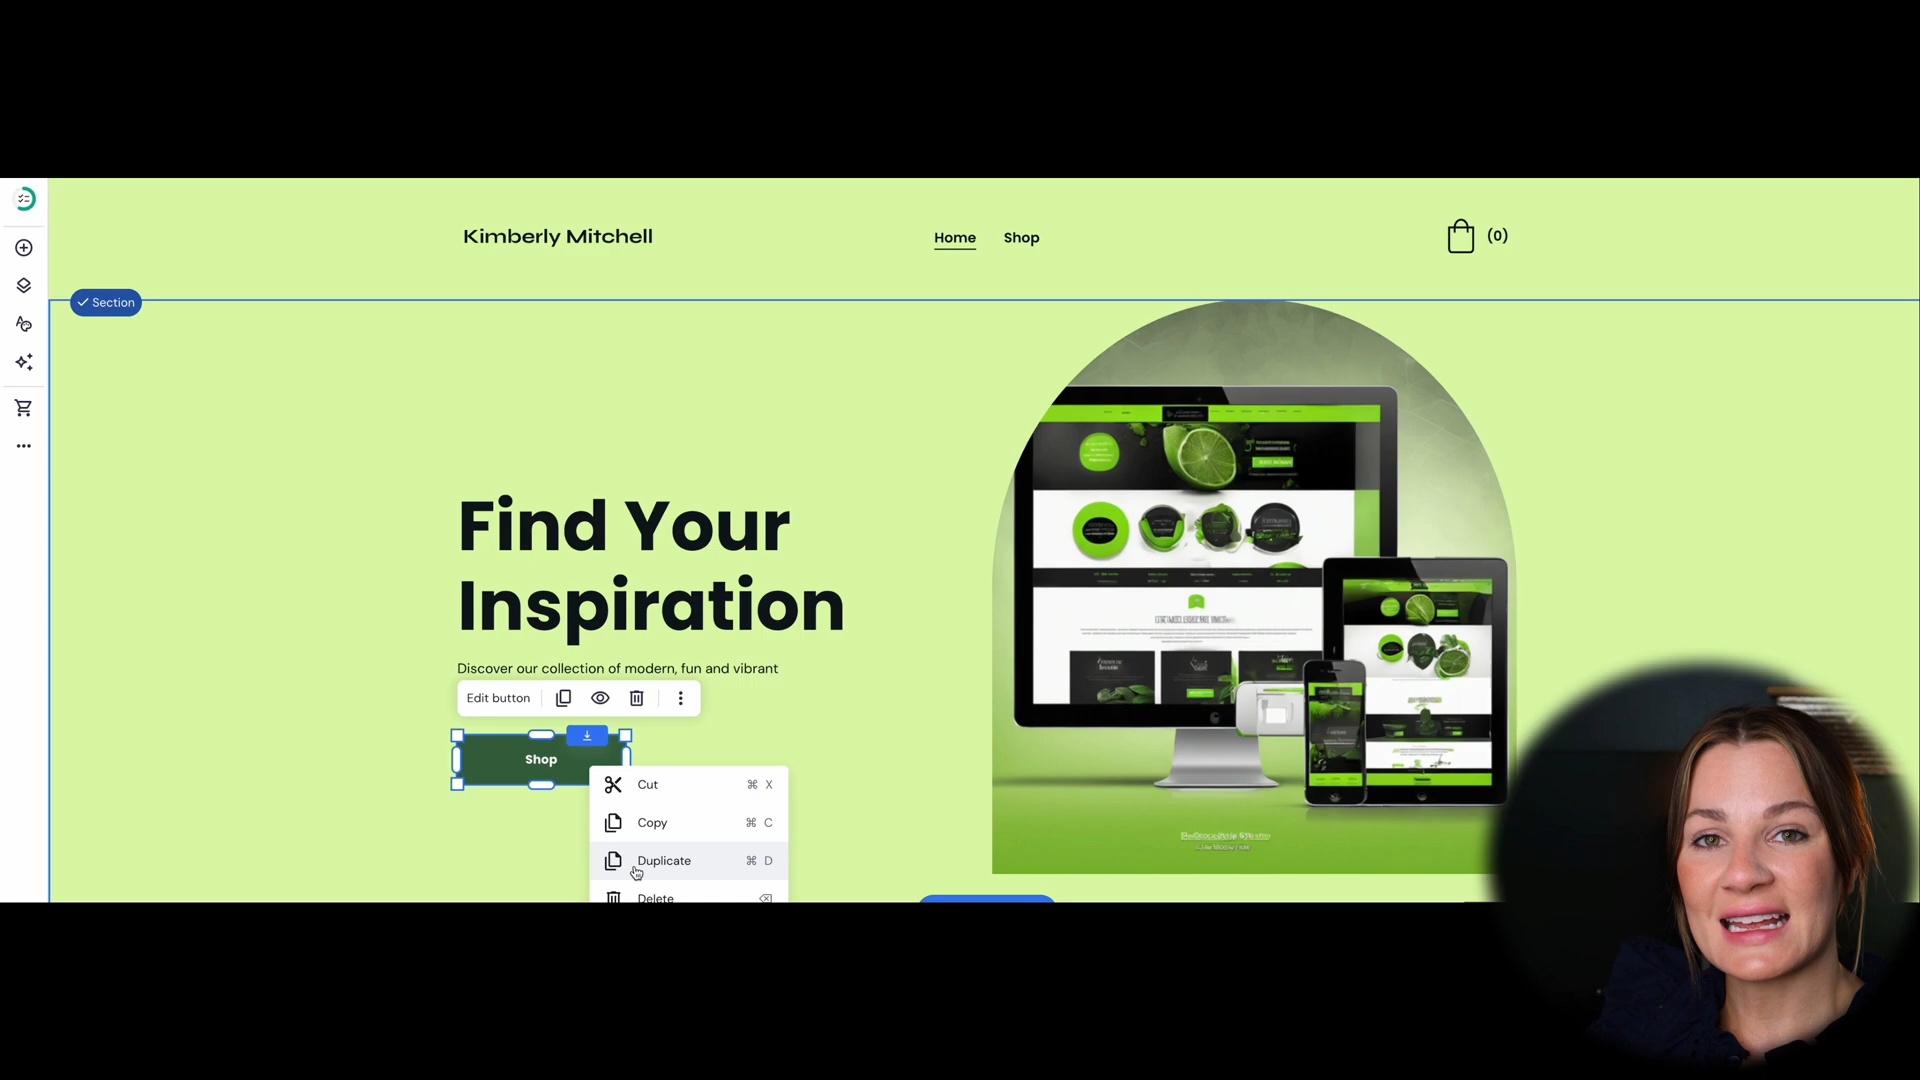 Kimberly Mitchell
Home
Shop
(0)
Section
Find Your
Inspiration
Discover our collection of modern, fun and vibrant
Edit button
Shop
Cut ⌘ X
Copy ⌘ C
Duplicate ⌘ D
Delete